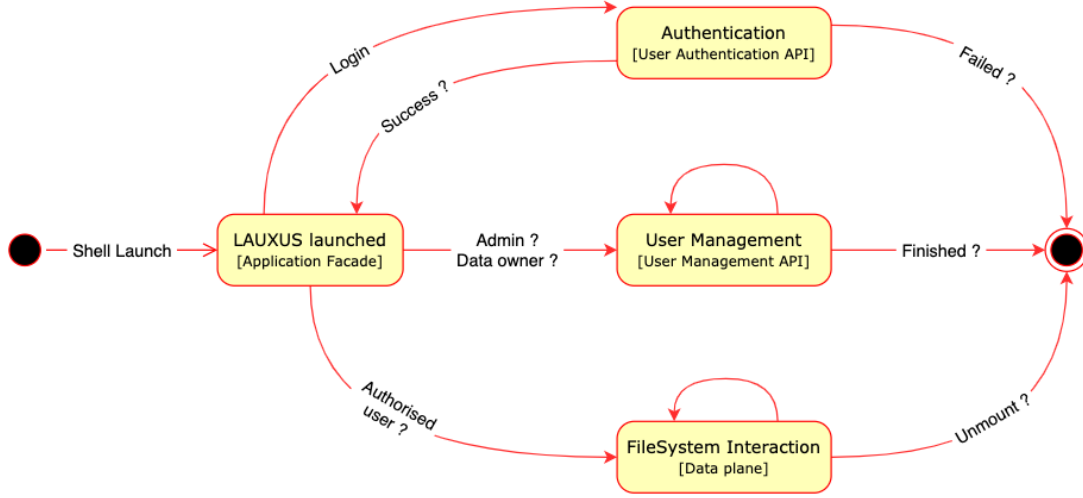 Authentication
[User Authentication API]
Login
Failed ?
Success ?
Shell Launch
LAUXUS launched
[Application Facade]
Admin ?
Data owner ?
User Management
[User Management API]
Finished ?
Authorised
user ?
Unmount ?
FileSystem Interaction
[Data plane]